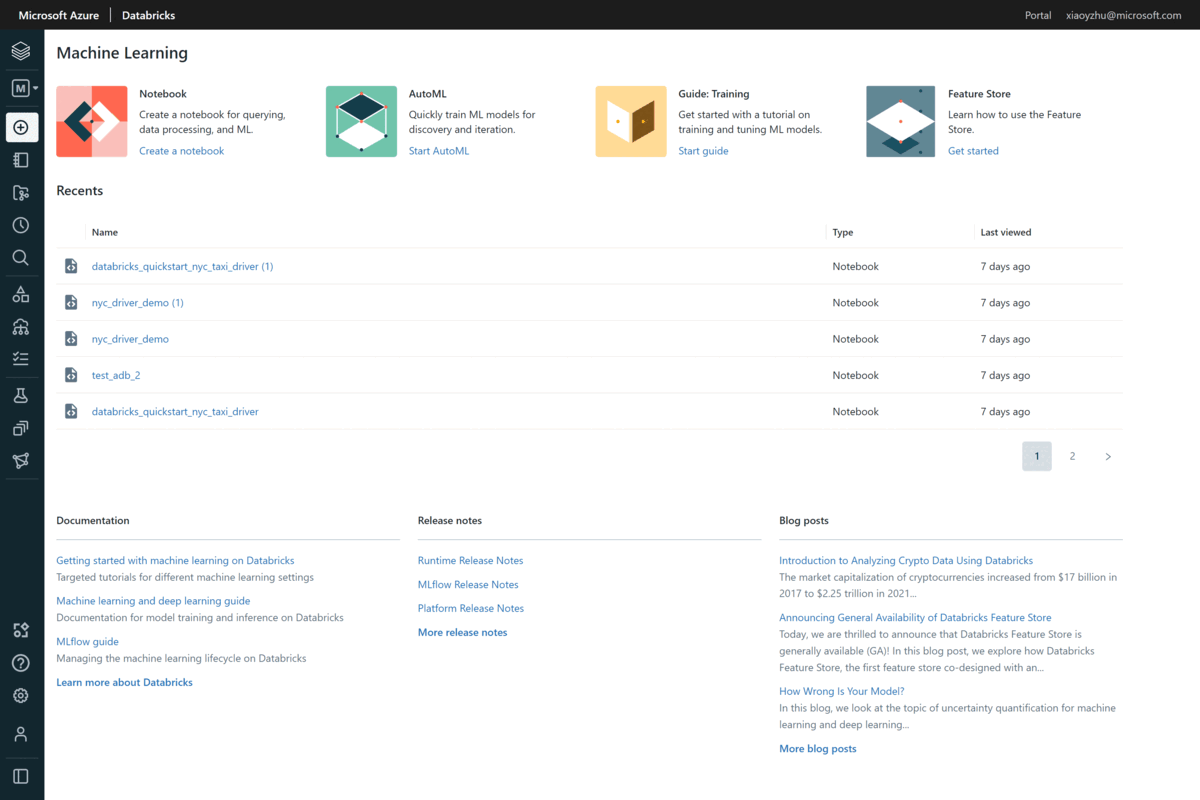 Microsoft Azure | Databricks
Portal xiaoyzhu@microsoft.com
M
Machine Learning
Notebook
Create a notebook for querying,
data processing, and ML.
Create a notebook
AutoML
Quickly train ML models for
discovery and iteration.
Start AutoML
Guide: Training
Get started with a tutorial on
training and tuning ML models.
Start guide
Feature Store
Learn how to use the Feature
Store.
Get started
Recents
Name Type Last viewed
databricks_quickstart_nyc_taxi_driver (1) Notebook 7 days ago
nyc_driver_demo (1) Notebook 7 days ago
nyc_driver_demo Notebook 7 days ago
test_adb_2 Notebook 7 days ago
databricks_quickstart_nyc_taxi_driver Notebook 7 days ago
1 2 >
Documentation
Getting started with machine learning on Databricks
Targeted tutorials for different machine learning settings
Machine learning and deep learning guide
Documentation for model training and inference on Databricks
MLflow guide
Managing the machine learning lifecycle on Databricks
Learn more about Databricks
Release notes
Runtime Release Notes
MLflow Release Notes
Platform Release Notes
More release notes
Blog posts
Introduction to Analyzing Crypto Data Using Databricks
The market capitalization of cryptocurrencies increased from $17 billion in
2017 to $2.25 trillion in 2021...
Announcing General Availability of Databricks Feature Store
Today, we are thrilled to announce that Databricks Feature Store is
generally available (GA)! In this blog post, we explore how Databricks
Feature Store, the first feature store co-designed with an...
How Wrong Is Your Model?
In this blog, we look at the topic of uncertainty quantification for machine
learning and deep learning...
More blog posts